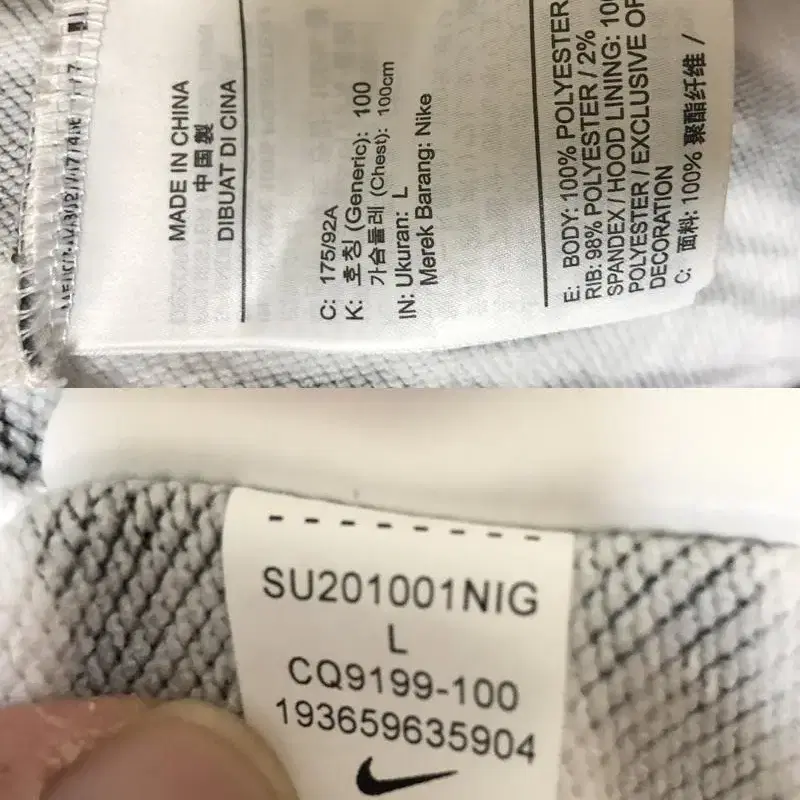 MADE IN CHINA
中国製
DIBUAT DI CINA
C: 175/92A
K: 호칭 (Generic): 100
가슴둘레 (Chest): 100cm
IN: Ukuran: L
Merek Barang: Nike
E: BODY: 100% POLYESTER
RIB: 98% POLYESTER / 2%
SPANDEX / HOOD LINING: 100
POLYESTER / EXCLUSIVE OF
DECORATION
C: 面料: 100% 聚酯纤维 /
SU201001NIG
L
CQ9199-100
193659635904